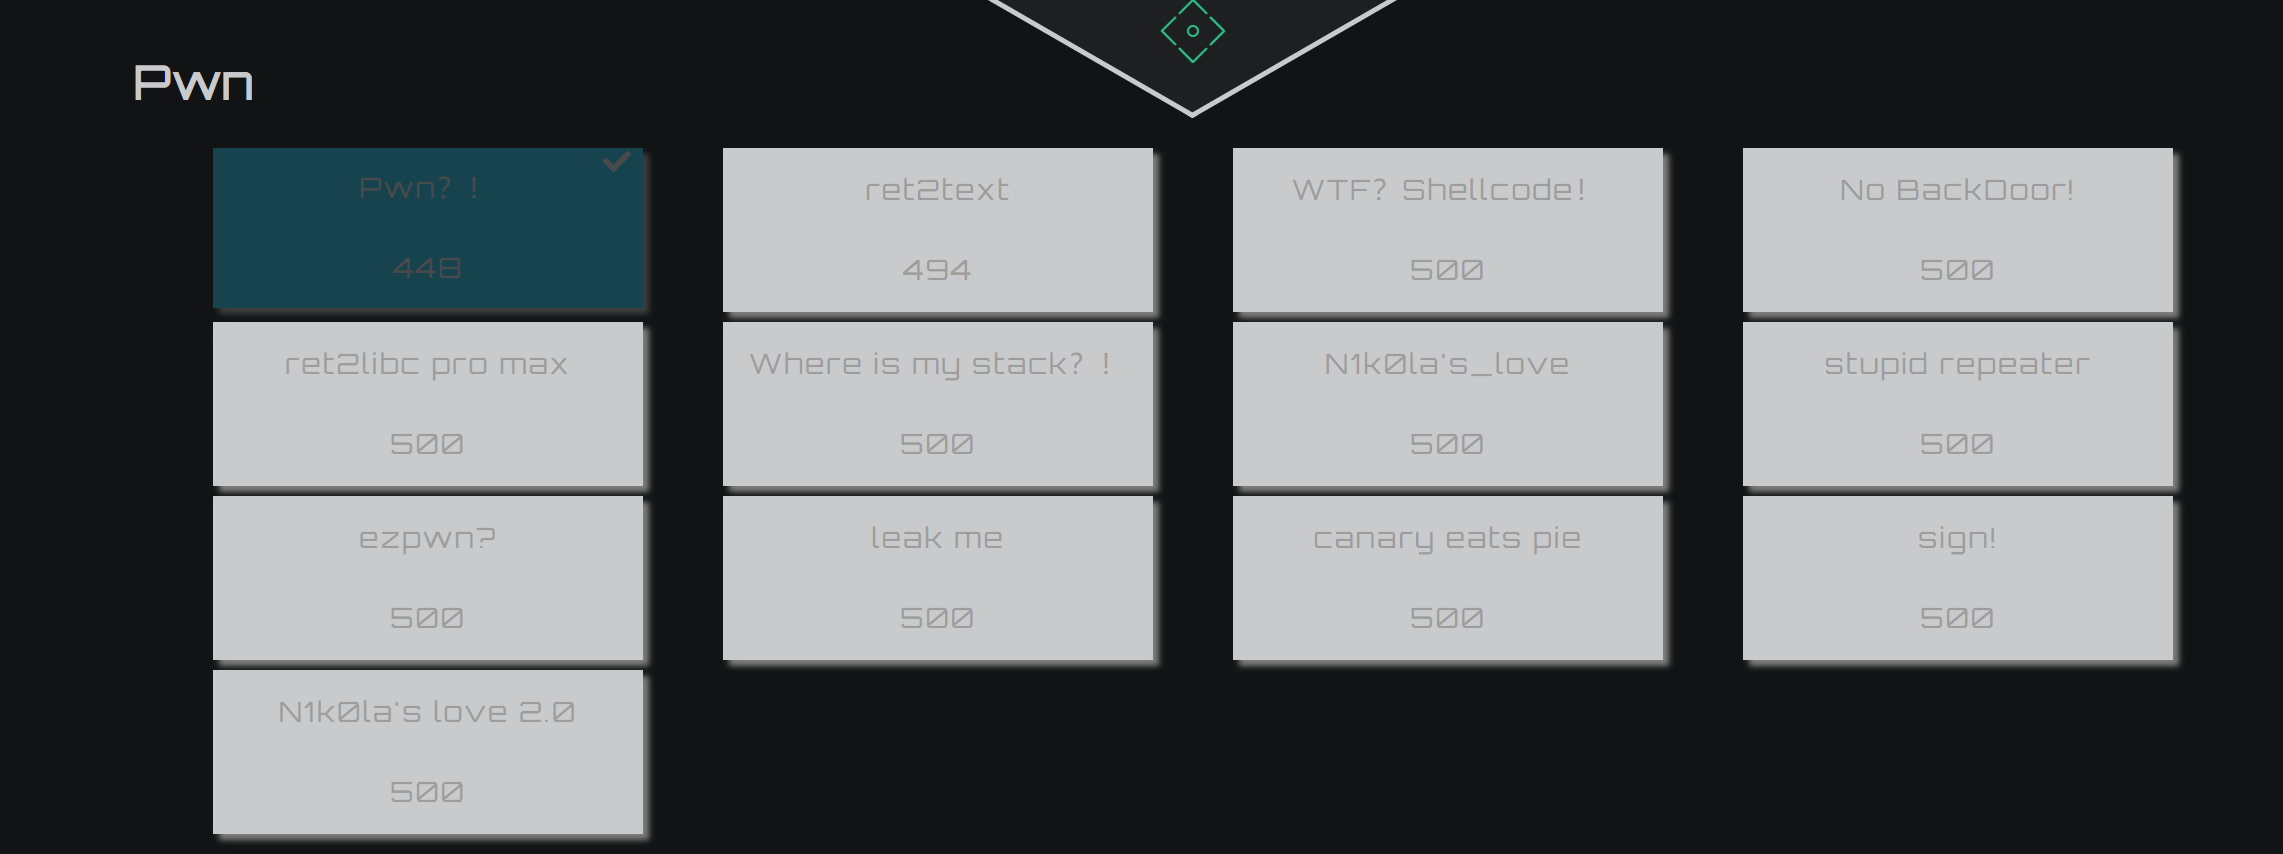 Pwn
Pwn? !
448
ret2text
494
WTF? Shellcode!
500
No BackDoor!
500
ret2libc pro max
500
Where is my stack? !
500
N1k0la's_love
500
stupid repeater
500
ezpwn?
500
leak me
500
canary eats pie
500
sign!
500
N1k0la's love 2.0
500